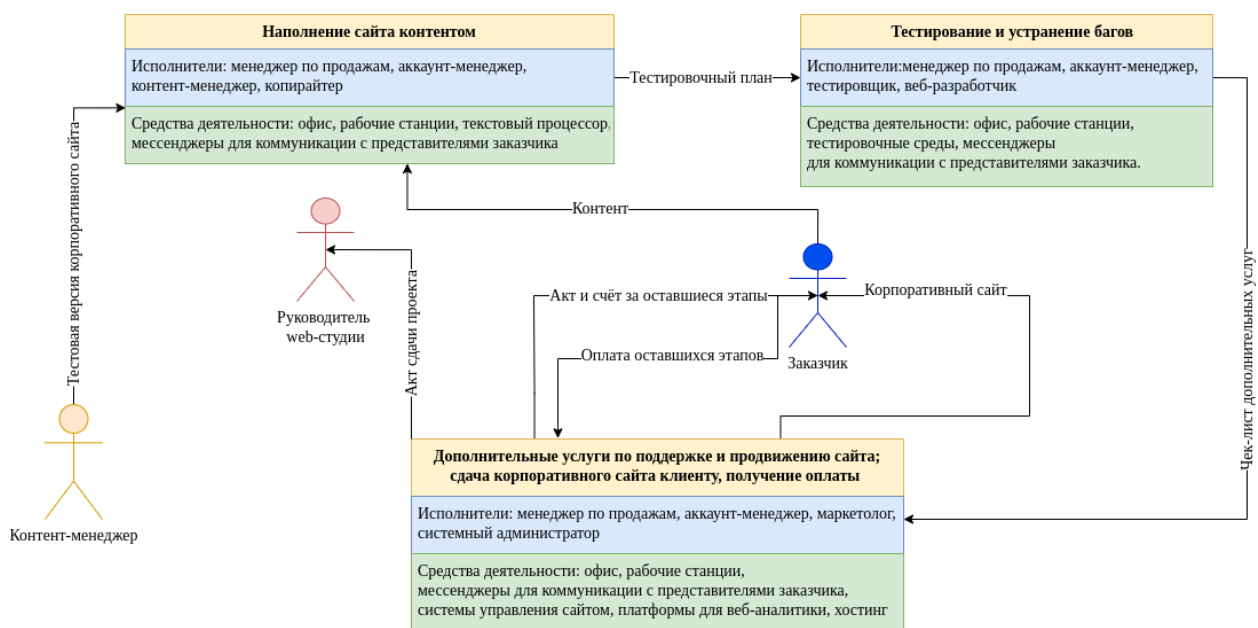 Наполнение сайта контентом
Исполнители: менеджер по продажам, аккаунт-менеджер,
контент-менеджер, копирайтер
Средства деятельности: офис, рабочие станции, текстовый процессор,
мессенджеры для коммуникации с представителями заказчика
Тестировочный план
Тестирование и устранение багов
Исполнители:менеджер по продажам, аккаунт-менеджер,
тестировщик, веб-разработчик
Средства деятельности: офис, рабочие станции,
тестировочные среды, мессенджеры
для коммуникации с представителями заказчика.
Тестовая версия корпоративного сайта
Контент
Руководитель
web-студии
Акт сдачи проекта
Акт и счёт за оставшиеся этапы
Корпоративный сайт
Оплата оставшихся этапов
Заказчик
Чек-лист дополнительных услуг
Контент-менеджер
Дополнительные услуги по поддержке и продвижению сайта;
сдача корпоративного сайта клиенту, получение оплаты
Исполнители: менеджер по продажам, аккаунт-менеджер, маркетолог,
системный администратор
Средства деятельности: офис, рабочие станции,
мессенджеры для коммуникации с представителями заказчика,
системы управления сайтом, платформы для веб-аналитики, хостинг